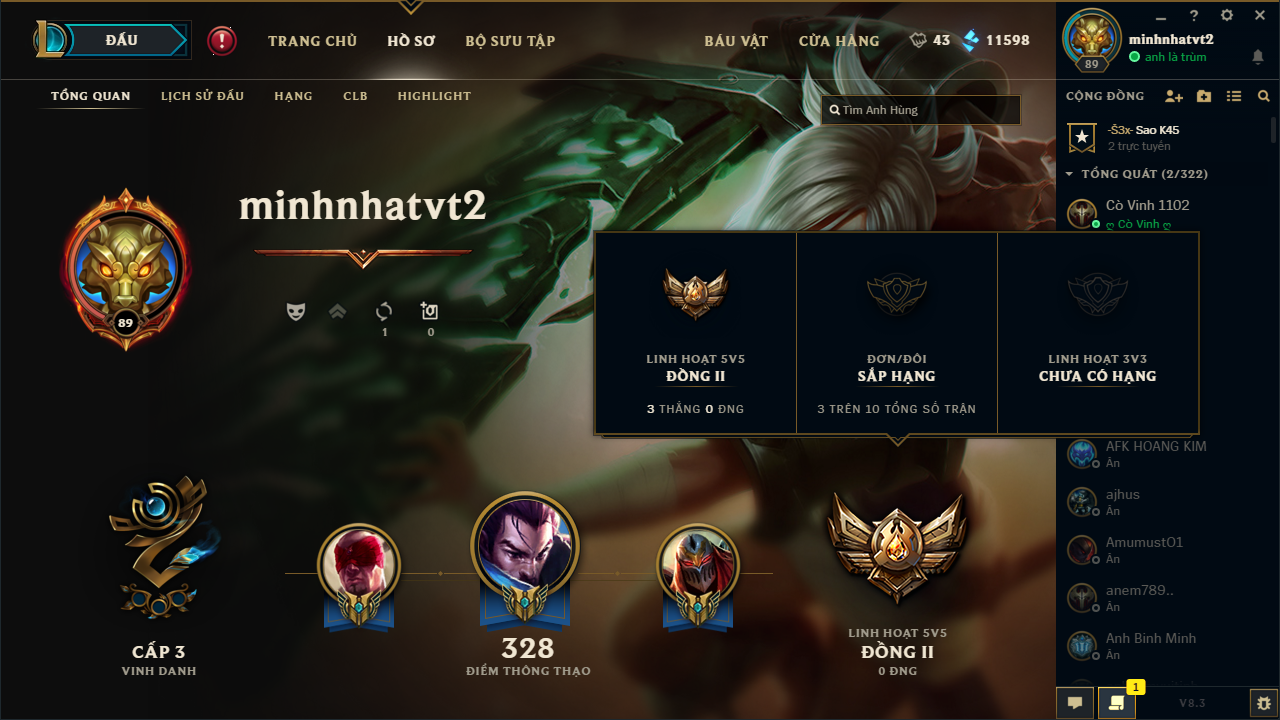 ĐẤU
TRANG CHỦ
HỒ SƠ
BỘ SƯU TẬP
BÁU VẬT
CỬA HÀNG
43
11598
?
minhnhatvt2
anh là trùm
89
TỔNG QUAN
LỊCH SỬ ĐẤU
HẠNG
CLB
HIGHLIGHT
Tìm Anh Hùng
CỘNG ĐỒNG
-Š3x- Sao K45
2 trực tuyến
TỔNG QUÁT (2/322)
Cò Vinh 1102
ღ Cò Vinh ღ
minhnhatvt2
89
1
0
LINH HOẠT 5V5
ĐỒNG II
3 THẮNG 0 ĐNG
ĐƠN/ĐÔI
SẮP HẠNG
3 TRÊN 10 TỔNG SỐ TRẬN
LINH HOẠT 3V3
CHƯA CÓ HẠNG
AFK HOANG KIM
Ẩn
ajhus
Ẩn
Amumust01
Ẩn
anem789..
Ẩn
Anh Binh Minh
Ẩn
CẤP 3
VINH DANH
328
ĐIỂM THÔNG THẠO
LINH HOẠT 5V5
ĐỒNG II
0 ĐNG
1
V8.3